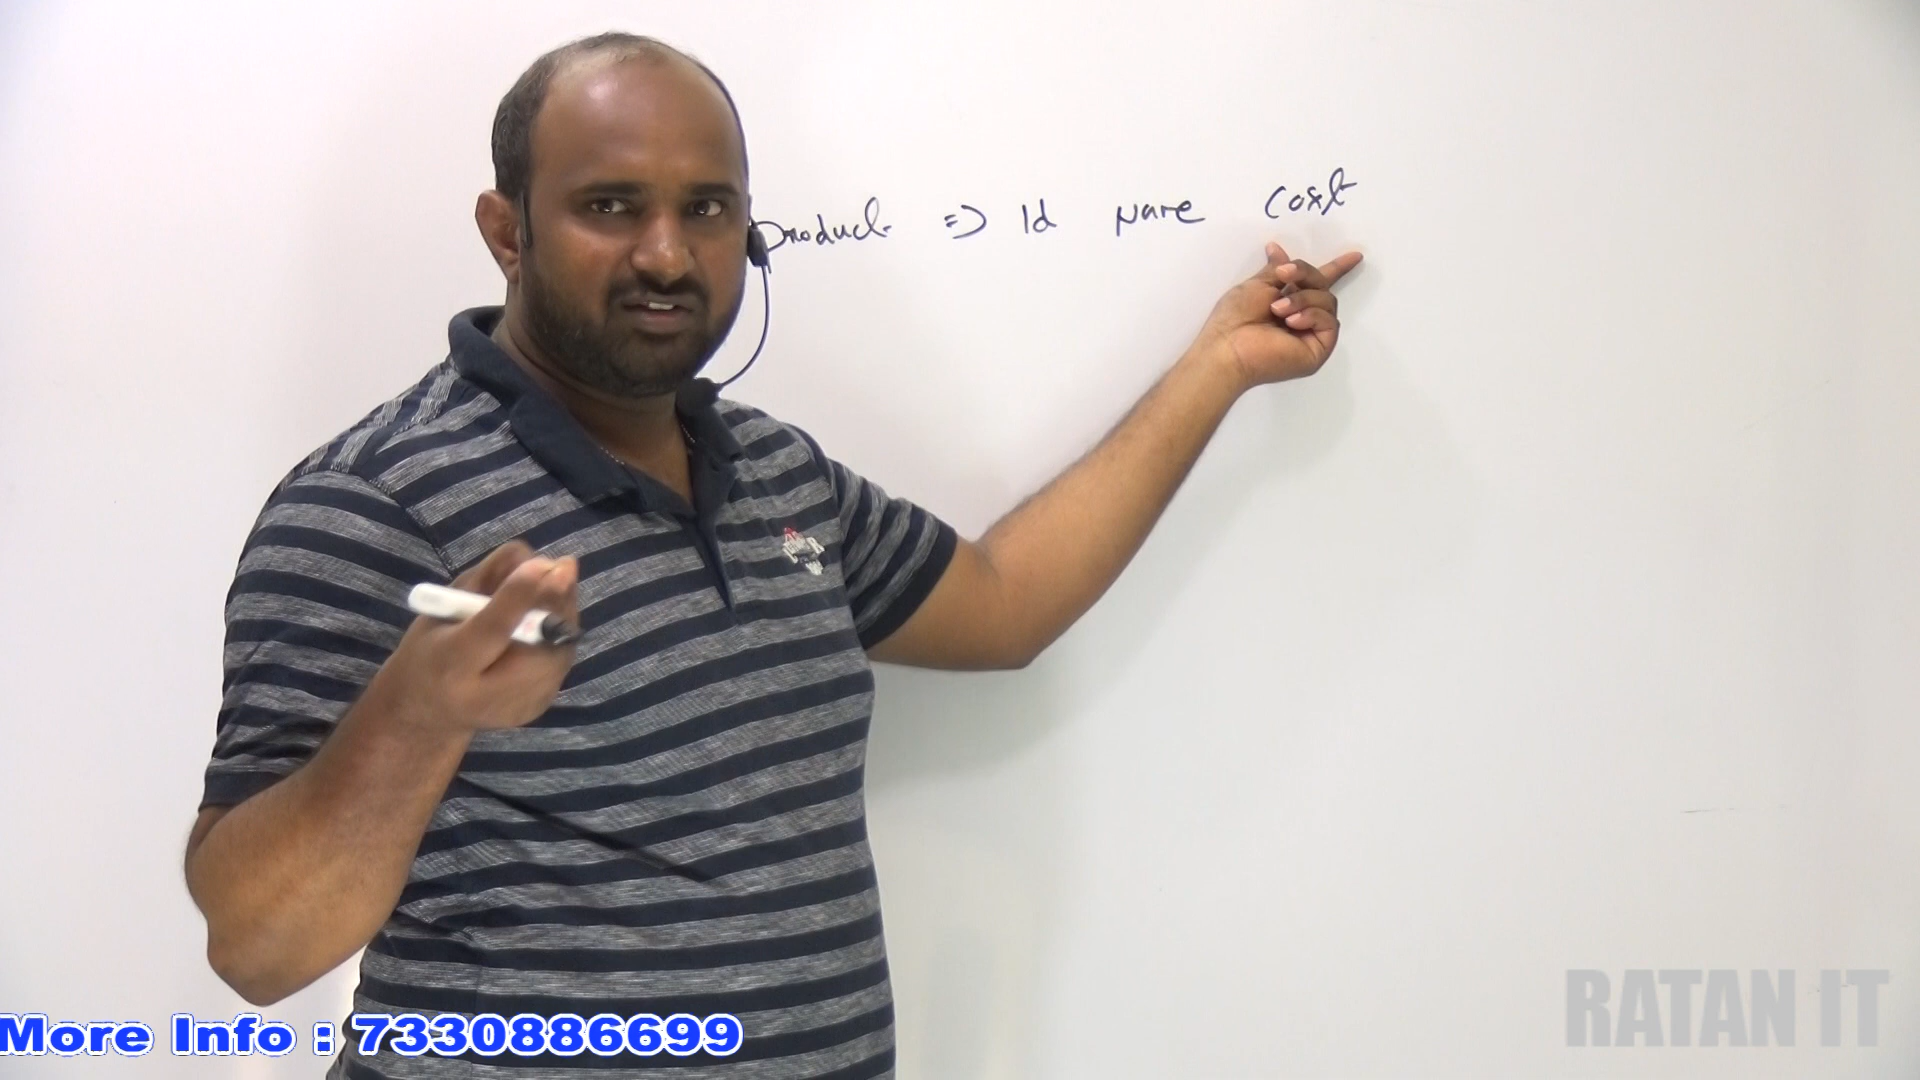 Product => Id Name Cost
More Info : 7330886699
RATAN IT